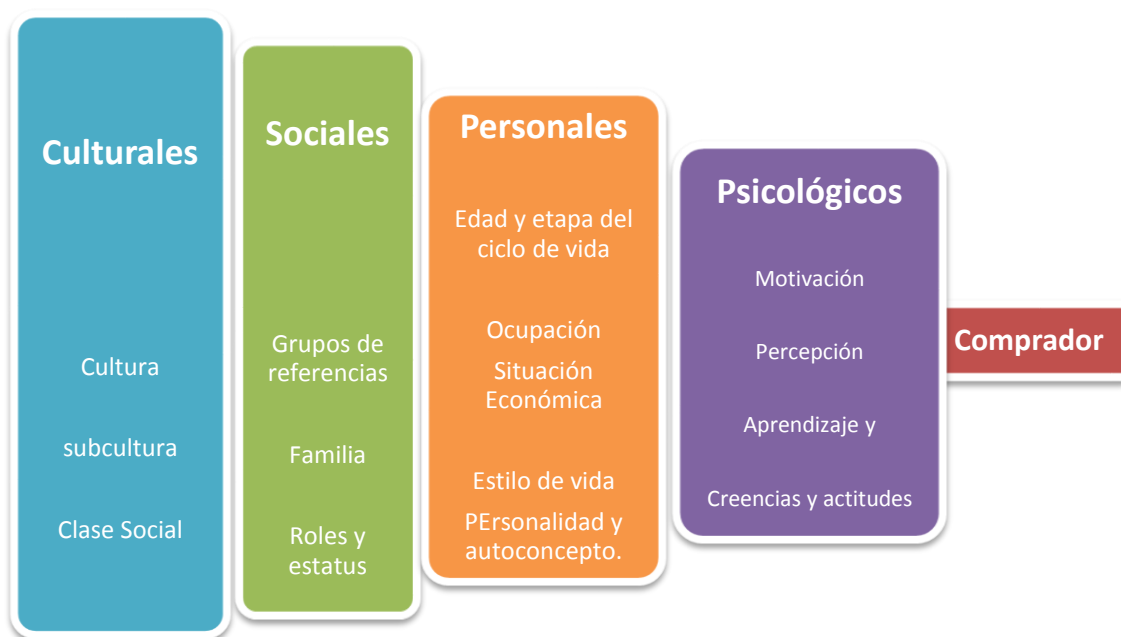 Culturales
Cultura
subcultura
Clase Social
Sociales
Grupos de
referencias
Familia
Roles y
estatus
Personales
Edad y etapa del
ciclo de vida
Ocupación
Situación
Económica
Estilo de vida
PErsonalidad y
autoconcepto.
Psicológicos
Motivación
Percepción
Aprendizaje y
Creencias y actitudes
Comprador